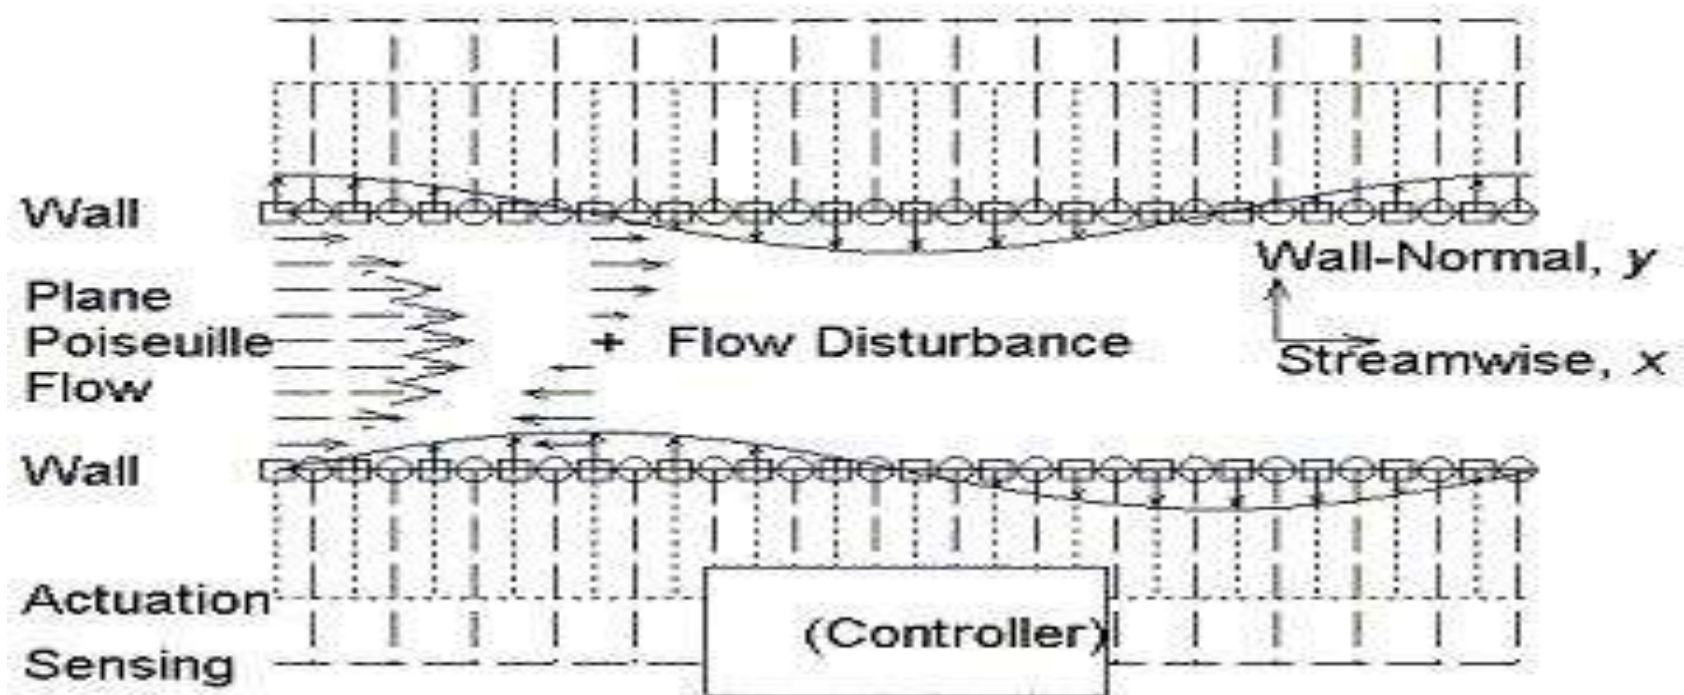 Wall
Wall-Normal, y
Plane
Poiseuille
+ Flow Disturbance
Streamwise, x
Flow
Wall
Actuation
(Controller)
Sensing